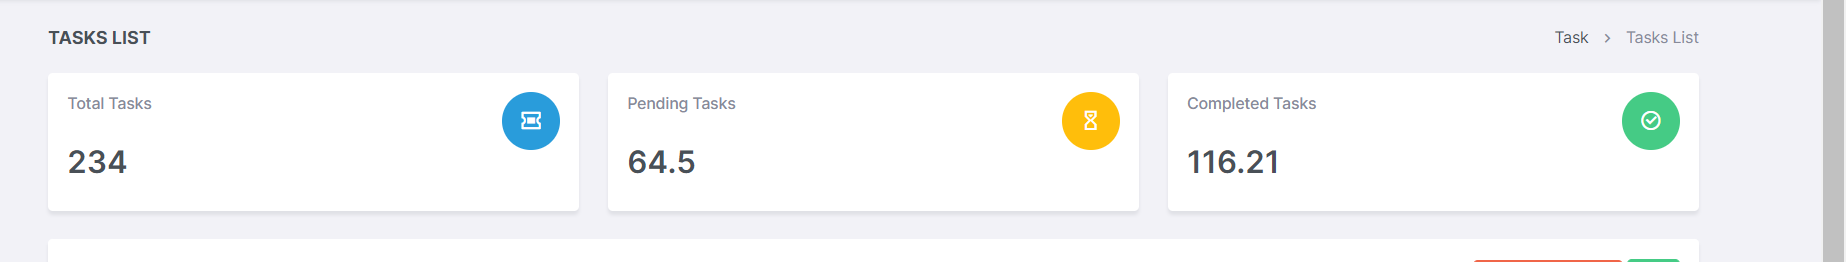 TASKS LIST
Task > Tasks List
Total Tasks
234
Pending Tasks
64.5
Completed Tasks
116.21